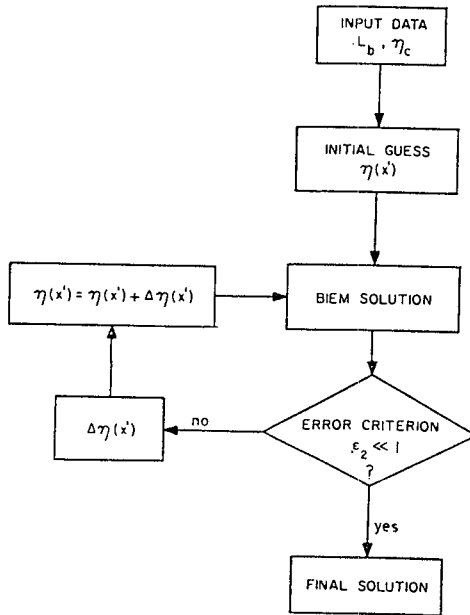 INPUT DATA
L_b , η_c
INITIAL GUESS
η(x')
η(x') = η(x') + Δη(x')
BIEM SOLUTION
Δη(x')
no
ERROR CRITERION
ε_2 ≪ 1
?
yes
FINAL SOLUTION